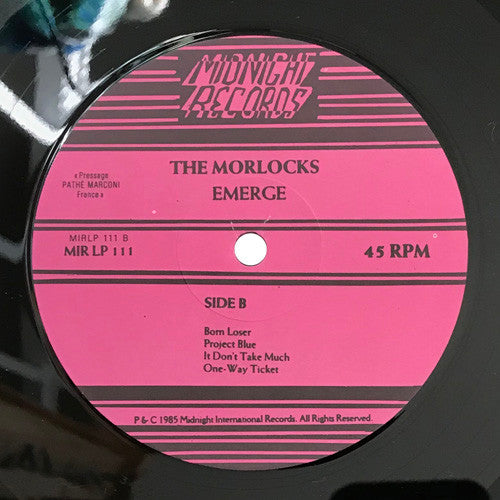 MIDNIGHT
RECORDS
THE MORLOCKS
EMERGE
« Pressage
PATHÉ MARCONI
France »
MIRLP 111 B
MIR LP 111
45 RPM
SIDE B
Born Loser
Project Blue
It Don't Take Much
One-Way Ticket
P & C 1985 Midnight International Records. All Rights Reserved.